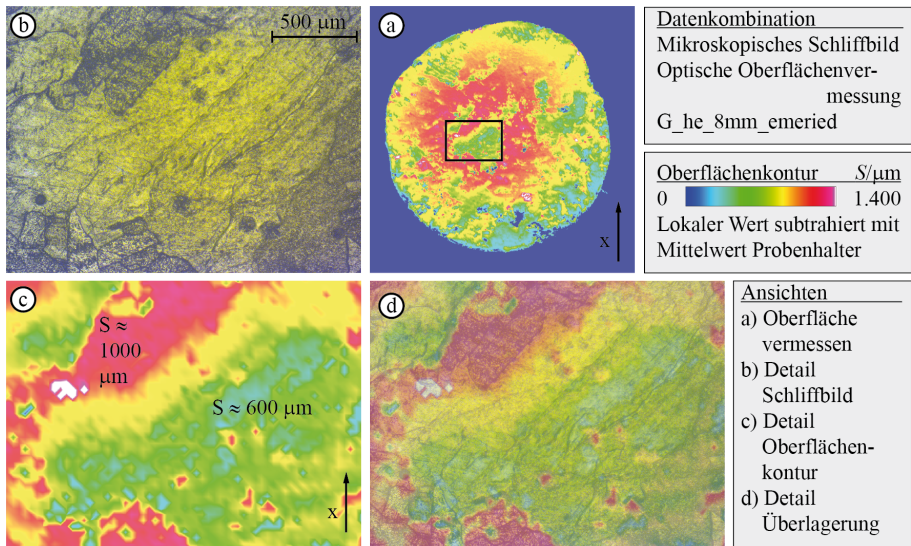 b
500 µm
a
x
Datenkombination
Mikroskopisches Schliffbild
Optische Oberflächenver-
messung
G_he_8mm_emeried
Oberflächenkontur S/µm
0 1.400
Lokaler Wert subtrahiert mit
Mittelwert Probenhalter
c
S ≈
1000
µm
S ≈ 600 µm
x
d
Ansichten
a) Oberfläche
vermessen
b) Detail
Schliffbild
c) Detail
Oberflächen-
kontur
d) Detail
Überlagerung